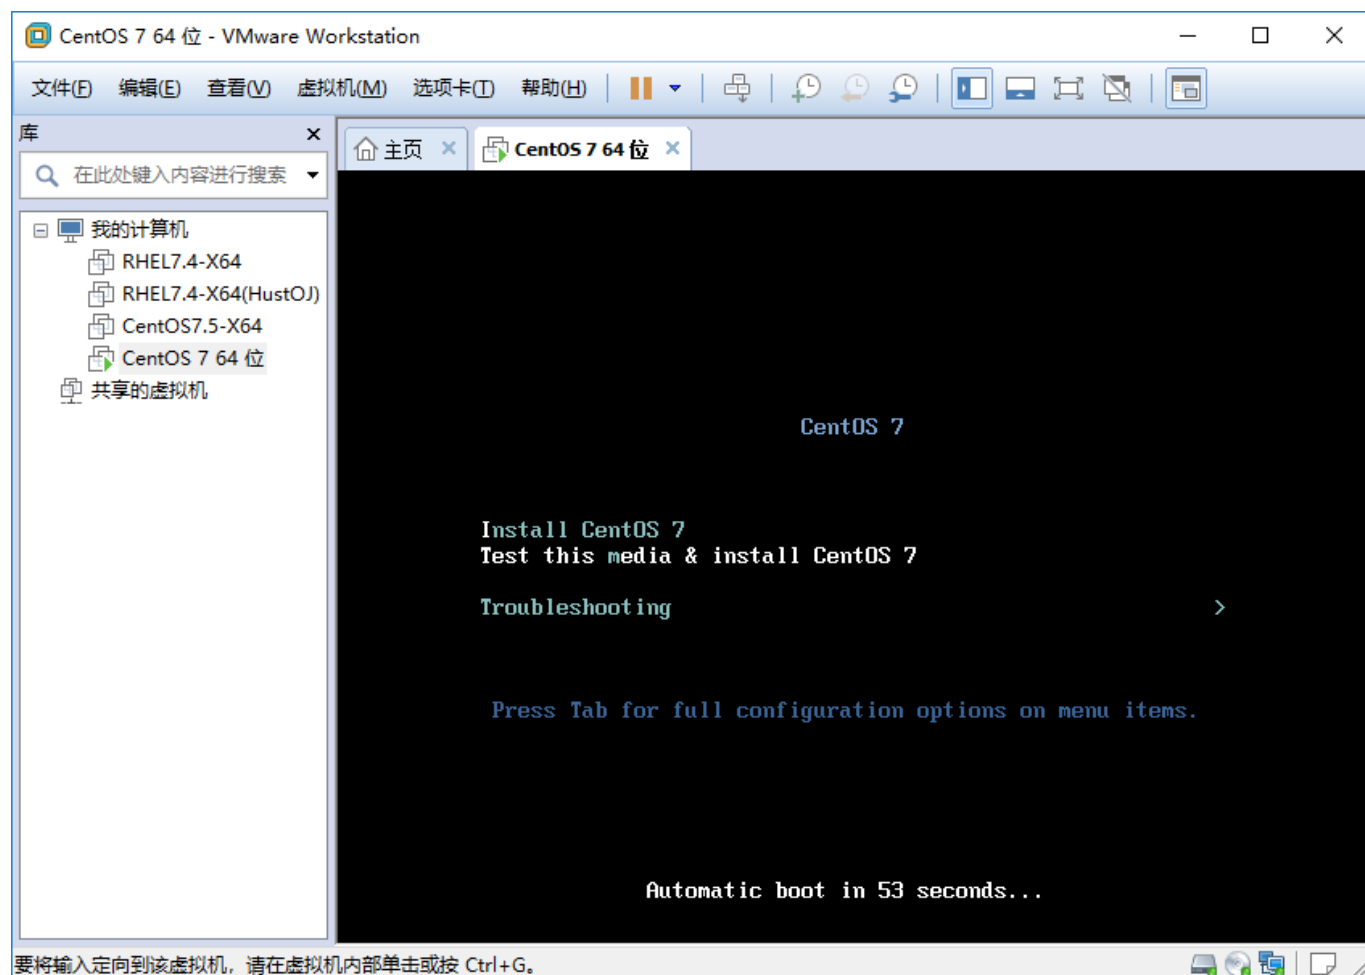 CentOS 7 64 位 - VMware Workstation
文件(F) 编辑(E) 查看(V) 虚拟机(M) 选项卡(T) 帮助(H)
库
主页
CentOS 7 64 位
在此处键入内容进行搜索
我的计算机
RHEL7.4-X64
RHEL7.4-X64(HustOJ)
CentOS7.5-X64
CentOS 7 64 位
共享的虚拟机
CentOS 7
Install CentOS 7
Test this media & install CentOS 7
Troubleshooting >
Press Tab for full configuration options on menu items.
Automatic boot in 53 seconds...
要将输入定向到该虚拟机，请在虚拟机内部单击或按 Ctrl+G。